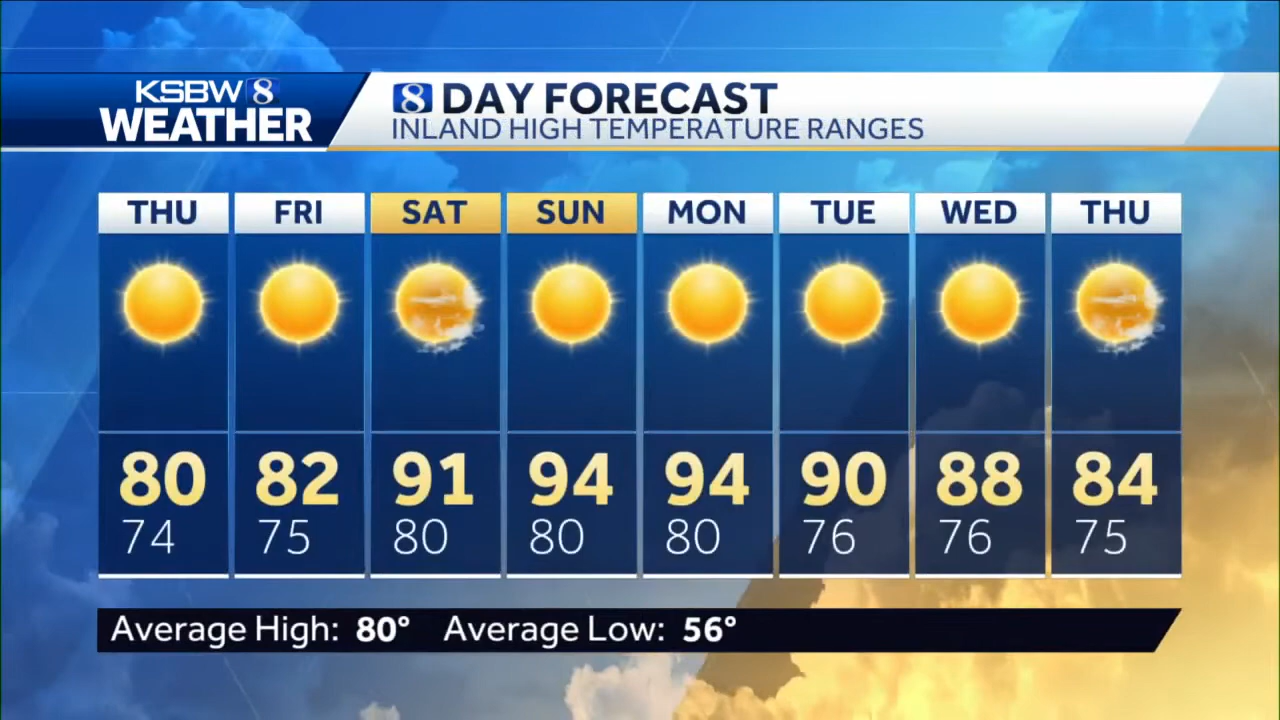 KSBW 8
WEATHER
8 DAY FORECAST
INLAND HIGH TEMPERATURE RANGES
THU FRI SAT SUN MON TUE WED THU
80 82 91 94 94 90 88 84
74 75 80 80 80 76 76 75
Average High: 80° Average Low: 56°